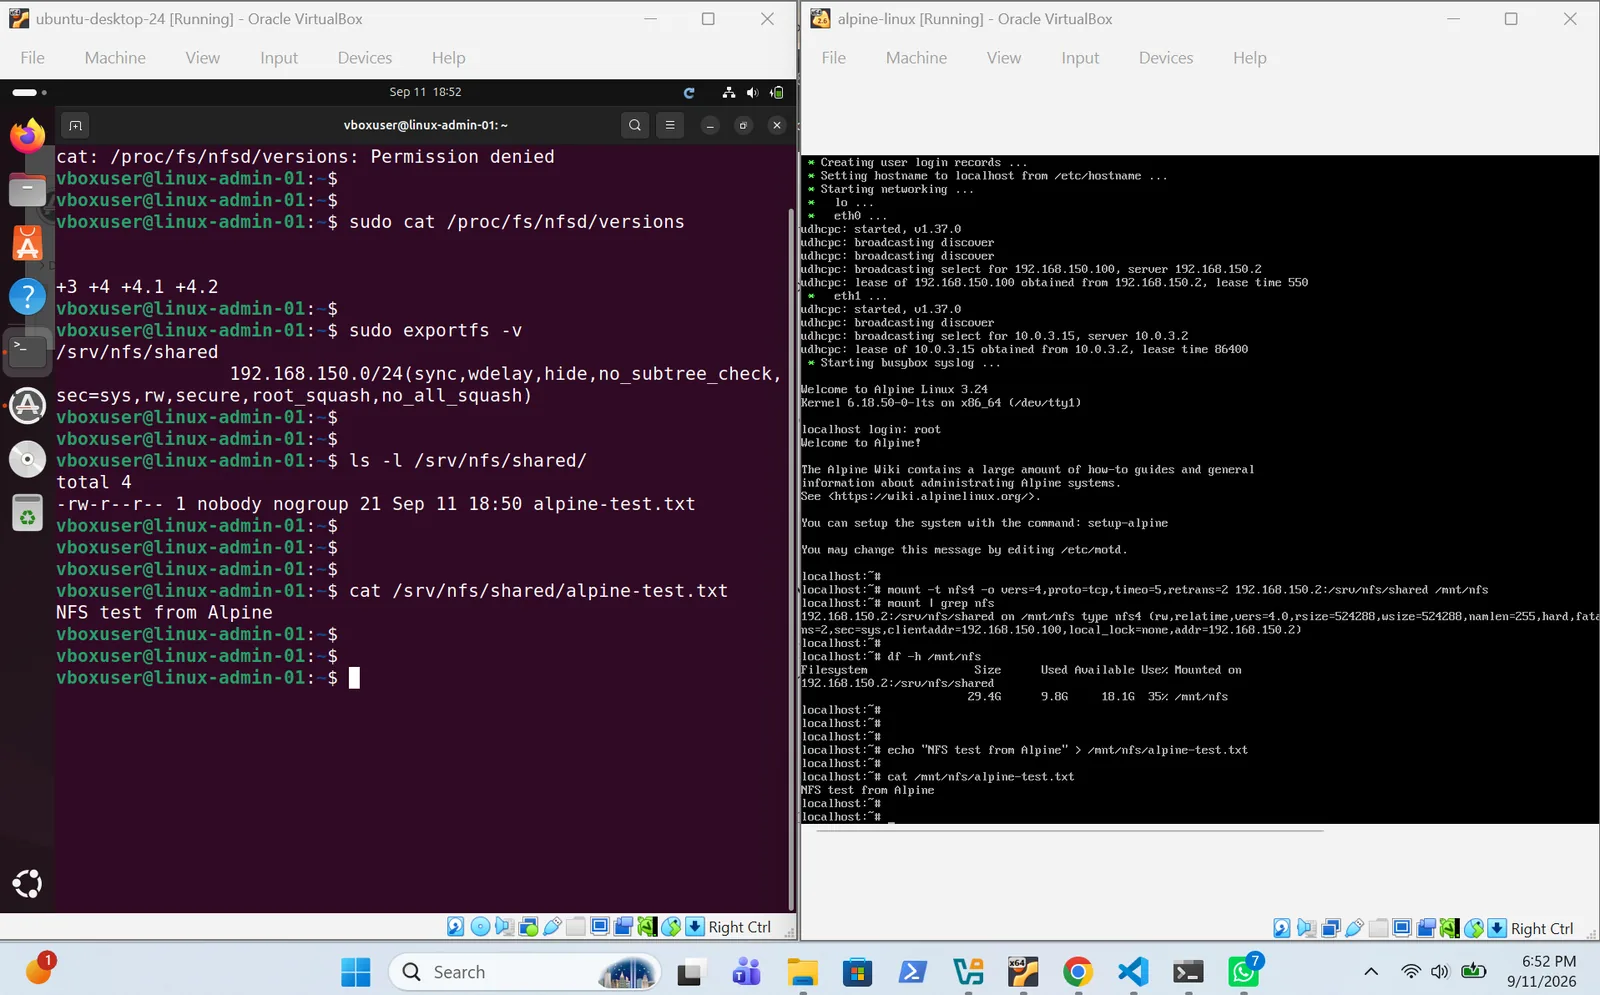 ubuntu-desktop-24 [Running] - Oracle VirtualBox
File Machine View Input Devices Help
Sep 11 18:52
vboxuser@linux-admin-01: ~
cat: /proc/fs/nfsd/versions: Permission denied
vboxuser@linux-admin-01:~$
vboxuser@linux-admin-01:~$
vboxuser@linux-admin-01:~$ sudo cat /proc/fs/nfsd/versions
+3 +4 +4.1 +4.2
vboxuser@linux-admin-01:~$
vboxuser@linux-admin-01:~$ sudo exportfs -v
/srv/nfs/shared
192.168.150.0/24(sync,wdelay,hide,no_subtree_check,
sec=sys,rw,secure,root_squash,no_all_squash)
vboxuser@linux-admin-01:~$
vboxuser@linux-admin-01:~$
vboxuser@linux-admin-01:~$ ls -l /srv/nfs/shared/
total 4
-rw-r--r-- 1 nobody nogroup 21 Sep 11 18:50 alpine-test.txt
vboxuser@linux-admin-01:~$
vboxuser@linux-admin-01:~$
vboxuser@linux-admin-01:~$
vboxuser@linux-admin-01:~$ cat /srv/nfs/shared/alpine-test.txt
NFS test from Alpine
vboxuser@linux-admin-01:~$
vboxuser@linux-admin-01:~$
vboxuser@linux-admin-01:~$
Right Ctrl
alpine-linux [Running] - Oracle VirtualBox
File Machine View Input Devices Help
* Creating user login records ...
* Setting hostname to localhost from /etc/hostname ...
* Starting networking ...
* lo ...
* eth0 ...
udhcpc: started, v1.37.0
udhcpc: broadcasting discover
udhcpc: broadcasting discover
udhcpc: broadcasting select for 192.168.150.100, server 192.168.150.2
udhcpc: lease of 192.168.150.100 obtained from 192.168.150.2, lease time 550
* eth1 ...
udhcpc: started, v1.37.0
udhcpc: broadcasting discover
udhcpc: broadcasting select for 10.0.3.15, server 10.0.3.2
udhcpc: lease of 10.0.3.15 obtained from 10.0.3.2, lease time 86400
* Starting busybox syslog ...
Welcome to Alpine Linux 3.24
Kernel 6.18.50-0-lts on x86_64 (/dev/tty1)
localhost login: root
Welcome to Alpine!
The Alpine Wiki contains a large amount of how-to guides and general
information about administrating Alpine systems.
See <https://wiki.alpinelinux.org/>.
You can setup the system with the command: setup-alpine
You may change this message by editing /etc/motd.
localhost:~#
localhost:~# mount -t nfs4 -o vers=4,proto=tcp,timeo=5,retrans=2 192.168.150.2:/srv/nfs/shared /mnt/nfs
localhost:~# mount | grep nfs
192.168.150.2:/srv/nfs/shared on /mnt/nfs type nfs4 (rw,relatime,vers=4.0,rsize=524288,wsize=524288,namlen=255,hard,fata
ns=2,sec=sys,clientaddr=192.168.150.100,local_lock=none,addr=192.168.150.2)
localhost:~#
localhost:~# df -h /mnt/nfs
Filesystem Size Used Available Use% Mounted on
192.168.150.2:/srv/nfs/shared
29.4G 9.8G 18.1G 35% /mnt/nfs
localhost:~#
localhost:~#
localhost:~#
localhost:~# echo "NFS test from Alpine" > /mnt/nfs/alpine-test.txt
localhost:~#
localhost:~# cat /mnt/nfs/alpine-test.txt
NFS test from Alpine
localhost:~#
localhost:~# _
Right Ctrl
1
Search
7
6:52 PM
9/11/2026